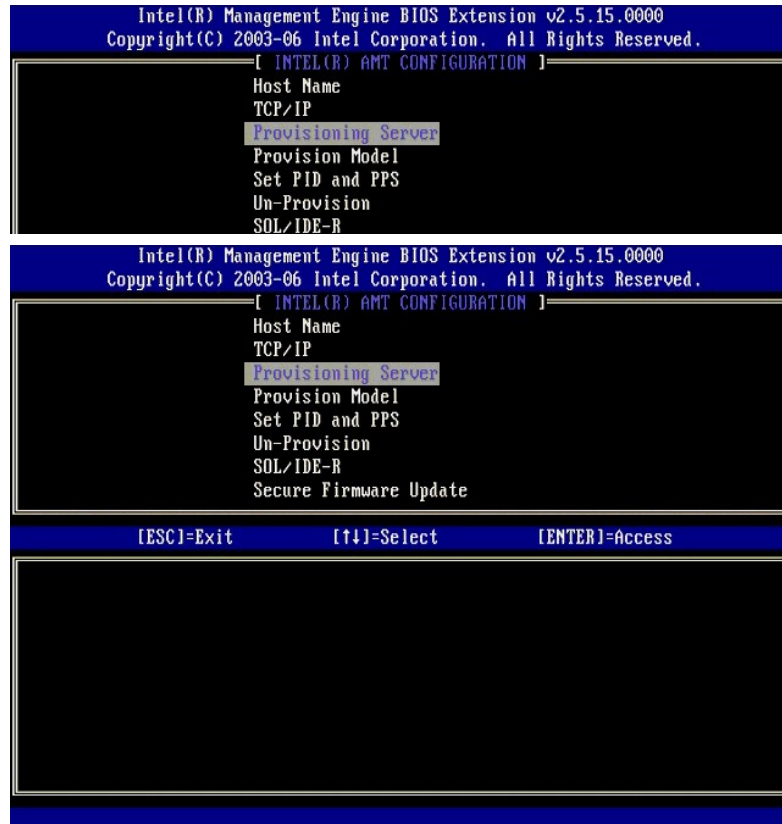 Intel(R) Management Engine BIOS Extension v2.5.15.0000
Copyright(C) 2003-06 Intel Corporation. All Rights Reserved.
[ INTEL(R) AMT CONFIGURATION ]
Host Name
TCP/IP
Provisioning Server
Provision Model
Set PID and PPS
Un-Provision
SOL/IDE-R
Intel(R) Management Engine BIOS Extension v2.5.15.0000
Copyright(C) 2003-06 Intel Corporation. All Rights Reserved.
[ INTEL(R) AMT CONFIGURATION ]
Host Name
TCP/IP
Provisioning Server
Provision Model
Set PID and PPS
Un-Provision
SOL/IDE-R
Secure Firmware Update
[ESC]=Exit [↑↓]=Select [ENTER]=Access